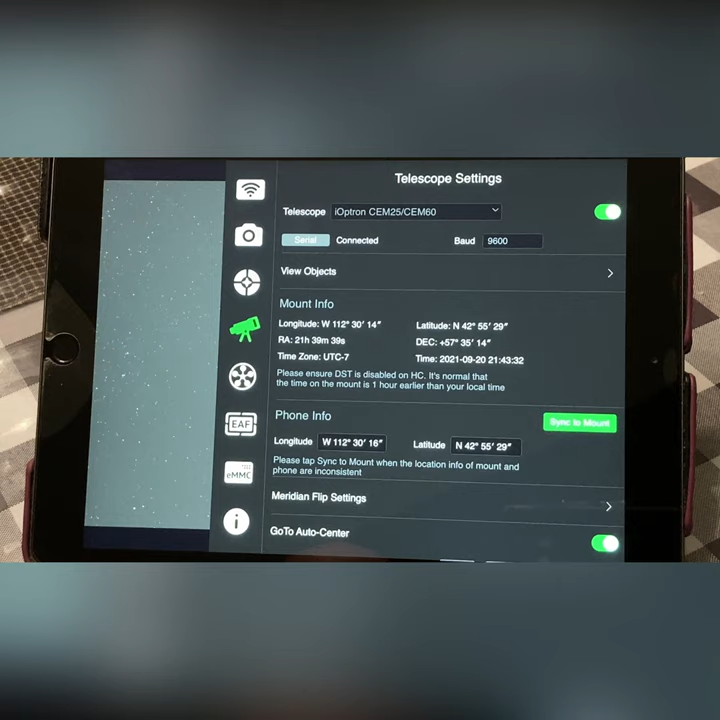 Telescope Settings
Telescope iOptron CEM25/CEM60
Serial Connected Baud 9600
View Objects
Mount Info
Longitude: W 112° 30′ 14″ Latitude: N 42° 55′ 29″
RA: 21h 39m 39s DEC: +57° 35′ 14″
Time Zone: UTC-7 Time: 2021-09-20 21:43:32
Please ensure DST is disabled on HC. It's normal that
the time on the mount is 1 hour earlier than your local time
Phone Info
Sync to Mount
Longitude W 112° 30′ 16″ Latitude N 42° 55′ 29″
Please tap Sync to Mount when the location info of mount and
phone are inconsistent
Meridian Flip Settings
GoTo Auto-Center
EAF
eMMC